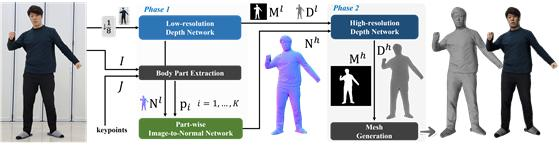 Phase 1
↓1/8
Low-resolution
Depth Network
M^l
D^l
I
Body Part Extraction
J
N^l
p_i i = 1, ..., K
keypoints
Part-wise
Image-to-Normal Network
N^h
Phase 2
High-resolution
Depth Network
M^h
D^h
Mesh
Generation